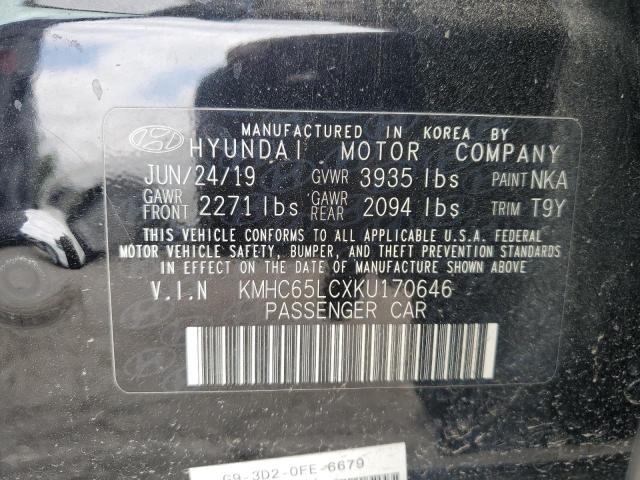 MANUFACTURED IN KOREA BY
HYUNDAI MOTOR COMPANY
JUN/24/19 GVWR 3935 lbs PAINT NKA
GAWR FRONT 2271 lbs GAWR REAR 2094 lbs TRIM T9Y
THIS VEHICLE CONFORMS TO ALL APPLICABLE U.S.A. FEDERAL
MOTOR VEHICLE SAFETY, BUMPER, AND THEFT PREVENTION STANDARDS
IN EFFECT ON THE DATE OF MANUFACTURE SHOWN ABOVE
V.I.N KMHC65LCXKU170646
PASSENGER CAR
G9-3D2-0FE-6679